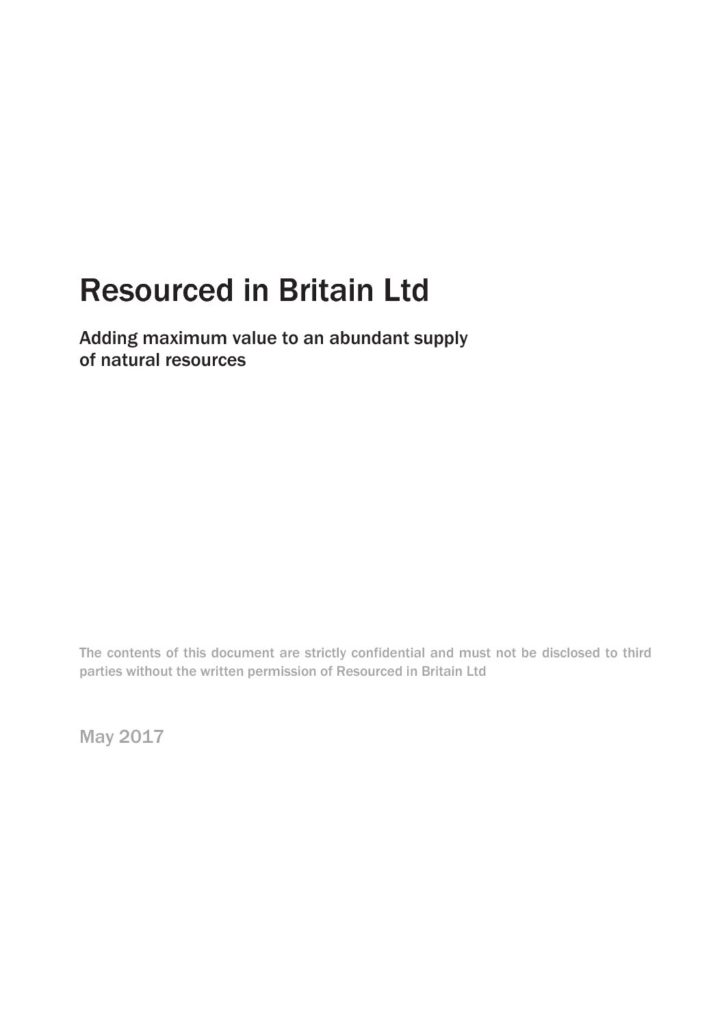 Resourced in Britain Ltd
Adding maximum value to an abundant supply
of natural resources
The contents of this document are strictly confidential and must not be disclosed to third
parties without the written permission of Resourced in Britain Ltd
May 2017